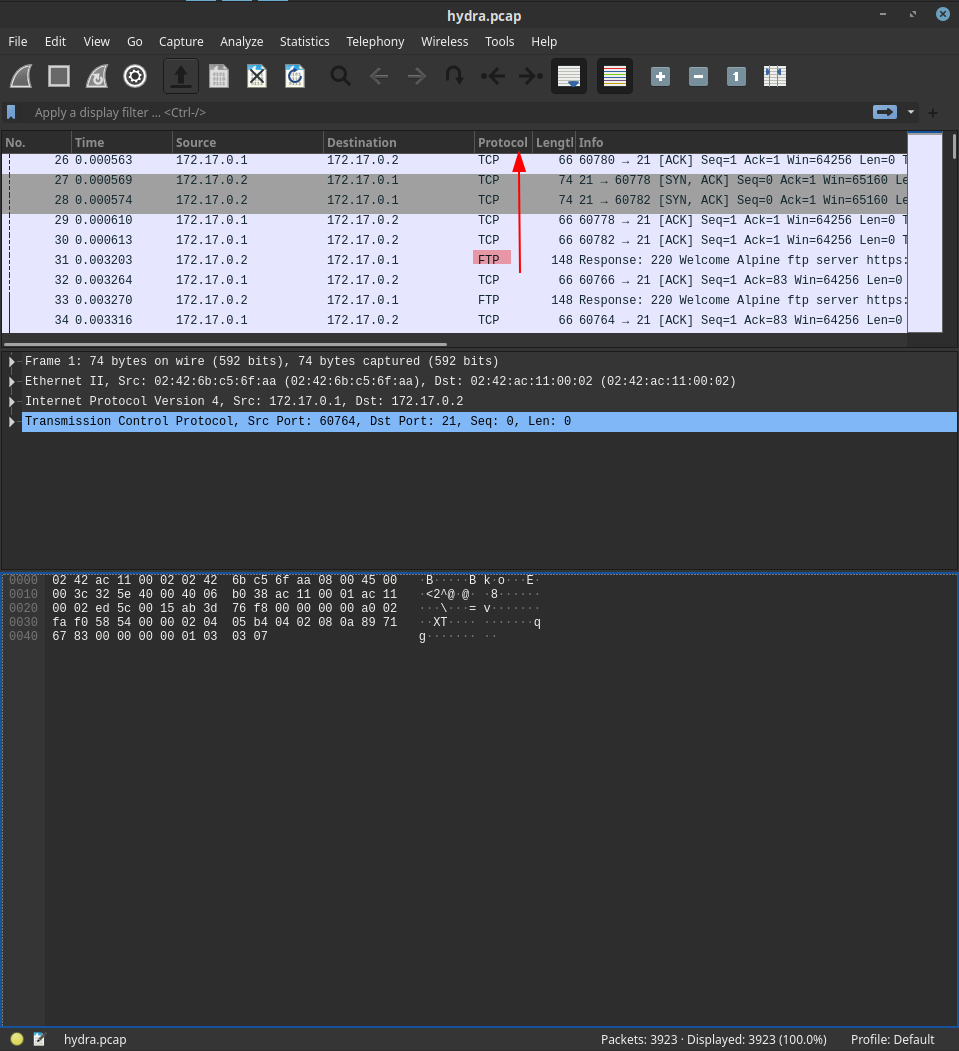 hydra.pcap
File Edit View Go Capture Analyze Statistics Telephony Wireless Tools Help
1
Apply a display filter ... <Ctrl-/>
No. Time Source Destination Protocol Lengtl Info
26 0.000563 172.17.0.1 172.17.0.2 TCP 66 60780 → 21 [ACK] Seq=1 Ack=1 Win=64256 Len=0 T
27 0.000569 172.17.0.2 172.17.0.1 TCP 74 21 → 60778 [SYN, ACK] Seq=0 Ack=1 Win=65160 Le
28 0.000574 172.17.0.2 172.17.0.1 TCP 74 21 → 60782 [SYN, ACK] Seq=0 Ack=1 Win=65160 Le
29 0.000610 172.17.0.1 172.17.0.2 TCP 66 60778 → 21 [ACK] Seq=1 Ack=1 Win=64256 Len=0 T
30 0.000613 172.17.0.1 172.17.0.2 TCP 66 60782 → 21 [ACK] Seq=1 Ack=1 Win=64256 Len=0 T
31 0.003203 172.17.0.2 172.17.0.1 FTP 148 Response: 220 Welcome Alpine ftp server https:
32 0.003264 172.17.0.1 172.17.0.2 TCP 66 60766 → 21 [ACK] Seq=1 Ack=83 Win=64256 Len=0
33 0.003270 172.17.0.2 172.17.0.1 FTP 148 Response: 220 Welcome Alpine ftp server https:
34 0.003316 172.17.0.1 172.17.0.2 TCP 66 60764 → 21 [ACK] Seq=1 Ack=83 Win=64256 Len=0
Frame 1: 74 bytes on wire (592 bits), 74 bytes captured (592 bits)
Ethernet II, Src: 02:42:6b:c5:6f:aa (02:42:6b:c5:6f:aa), Dst: 02:42:ac:11:00:02 (02:42:ac:11:00:02)
Internet Protocol Version 4, Src: 172.17.0.1, Dst: 172.17.0.2
Transmission Control Protocol, Src Port: 60764, Dst Port: 21, Seq: 0, Len: 0
0000 02 42 ac 11 00 02 02 42 6b c5 6f aa 08 00 45 00 ·B·····B k·o···E·
0010 00 3c 32 5e 40 00 40 06 b0 38 ac 11 00 01 ac 11 ·<2^@·@· ·8······
0020 00 02 ed 5c 00 15 ab 3d 76 f8 00 00 00 00 a0 02 ···\···= v·······
0030 fa f0 58 54 00 00 02 04 05 b4 04 02 08 0a 89 71 ··XT···· ·······q
0040 67 83 00 00 00 00 01 03 03 07 g······· ··
hydra.pcap Packets: 3923 · Displayed: 3923 (100.0%) Profile: Default